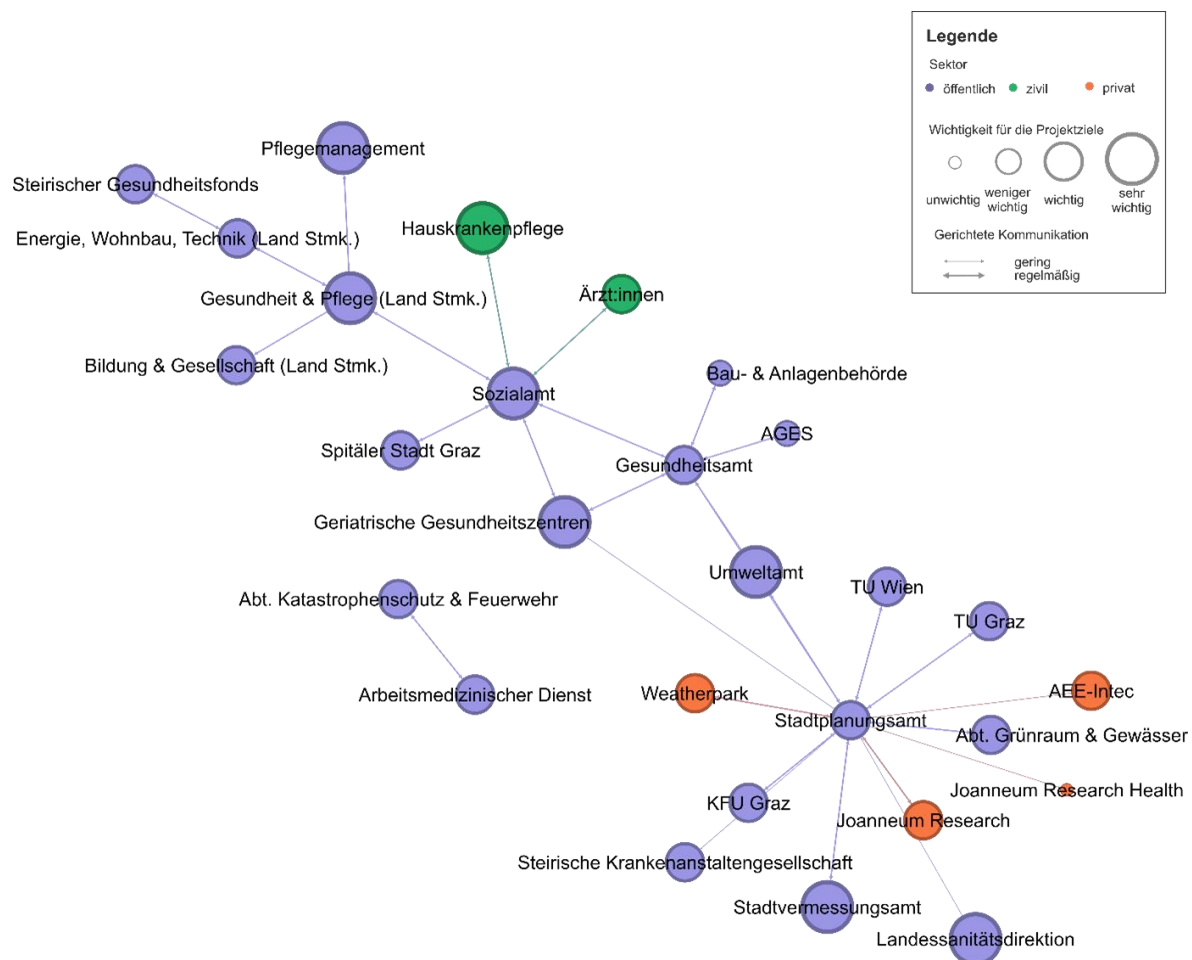 Legende
Sektor
öffentlich zivil privat
Wichtigkeit für die Projektziele
unwichtig weniger wichtig wichtig sehr wichtig
Gerichtete Kommunikation
gering
regelmäßig
Pflegemanagement
Steirischer Gesundheitsfonds
Energie, Wohnbau, Technik (Land Stmk.)
Hauskrankenpflege
Gesundheit & Pflege (Land Stmk.)
Ärzt:innen
Bildung & Gesellschaft (Land Stmk.)
Bau- & Anlagenbehörde
Sozialamt
AGES
Spitäler Stadt Graz
Gesundheitsamt
Geriatrische Gesundheitszentren
Umweltamt
TU Wien
Abt. Katastrophenschutz & Feuerwehr
TU Graz
Arbeitsmedizinischer Dienst
Weatherpark
AEE-Intec
Stadtplanungsamt
Abt. Grünraum & Gewässer
Joanneum Research Health
KFU Graz
Joanneum Research
Steirische Krankenanstaltengesellschaft
Stadtvermessungsamt
Landessanitätsdirektion